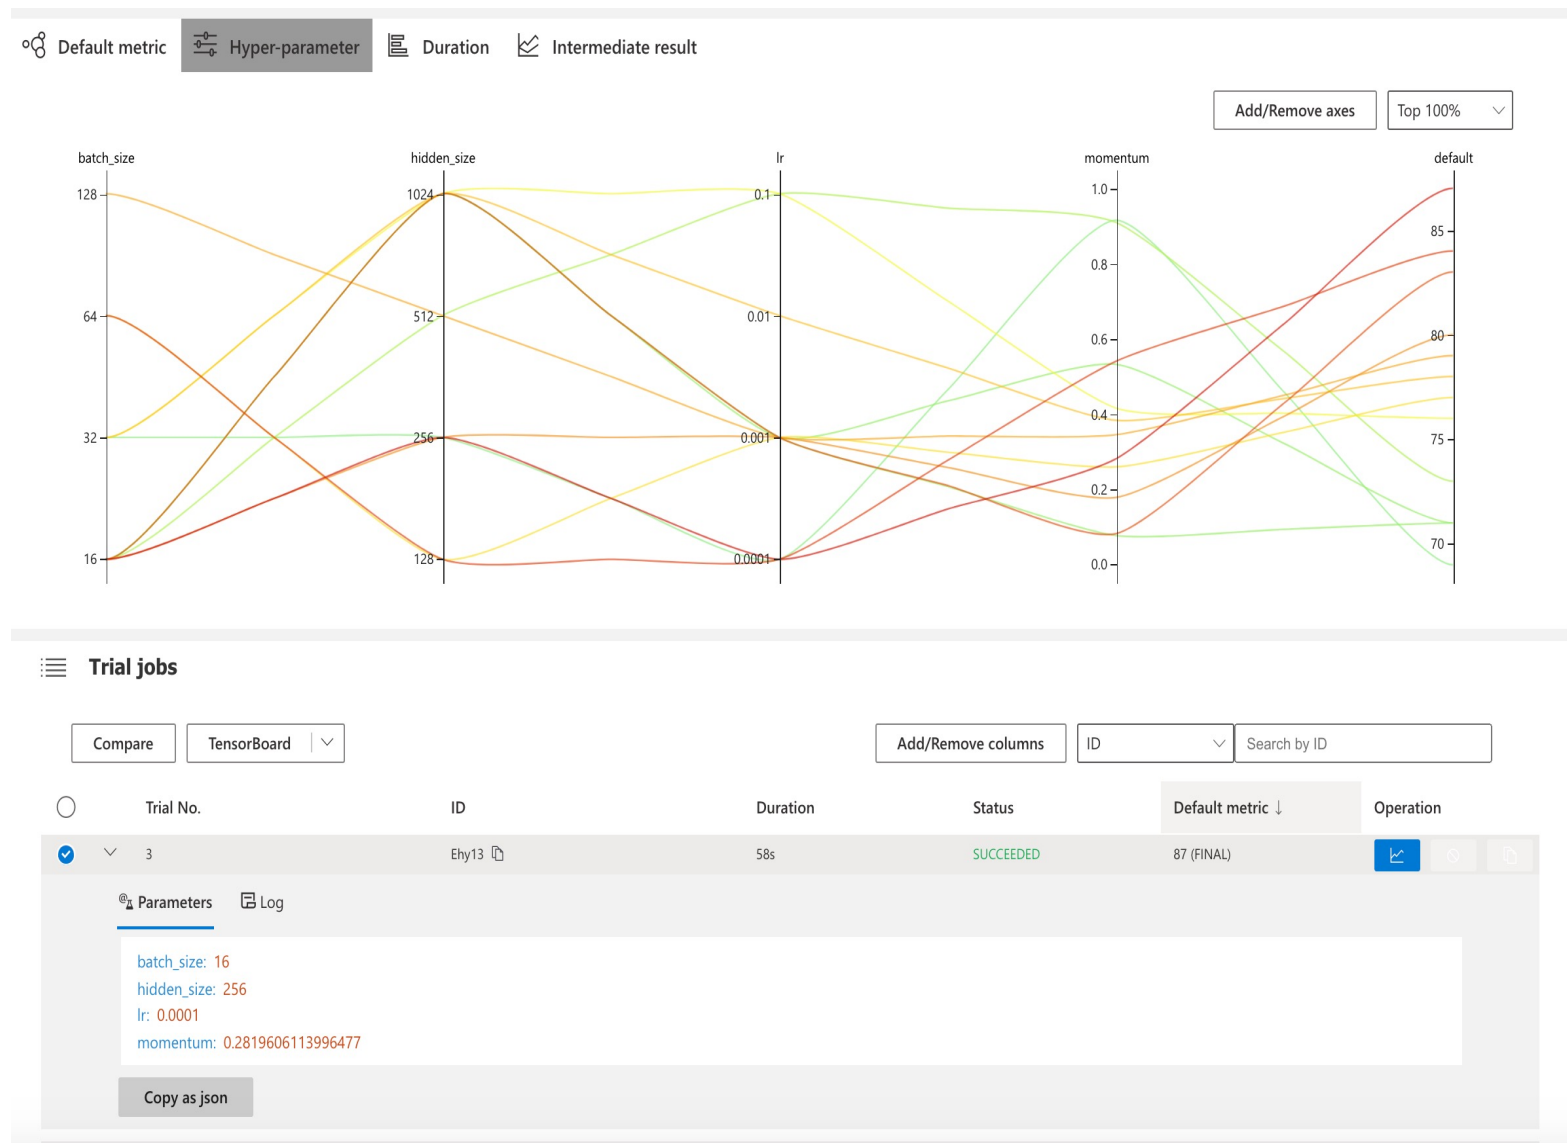 Default metric Hyper-parameter Duration Intermediate result
Add/Remove axes Top 100%
batch_size hidden_size lr momentum default
128 1024 0.1 1.0
85
0.8
64 512 0.01
0.6 80
0.4
32 256 0.001 75
0.2
70
16 128 0.0001 0.0
Trial jobs
Compare TensorBoard Add/Remove columns ID Search by ID
Trial No. ID Duration Status Default metric ↓ Operation
3 Ehy13 58s SUCCEEDED 87 (FINAL)
Parameters Log
batch_size: 16
hidden_size: 256
lr: 0.0001
momentum: 0.2819606113996477
Copy as json